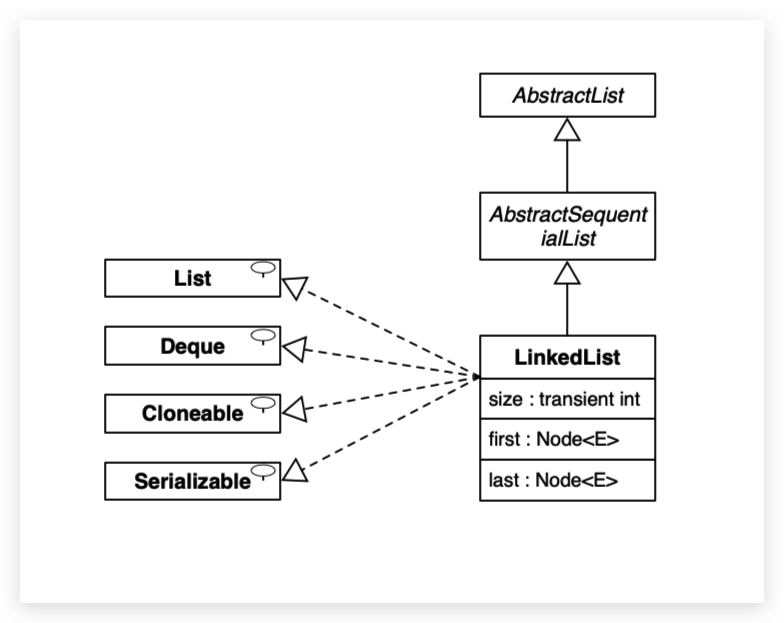 AbstractList
AbstractSequent
ialList
List
Deque
Cloneable
Serializable
LinkedList
size : transient int
first : Node<E>
last : Node<E>